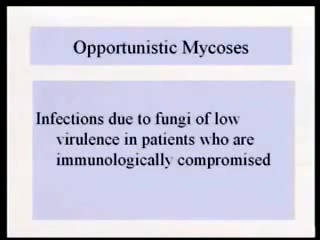 Opportunistic Mycoses
Infections due to fungi of low
virulence in patients who are
immunologically compromised